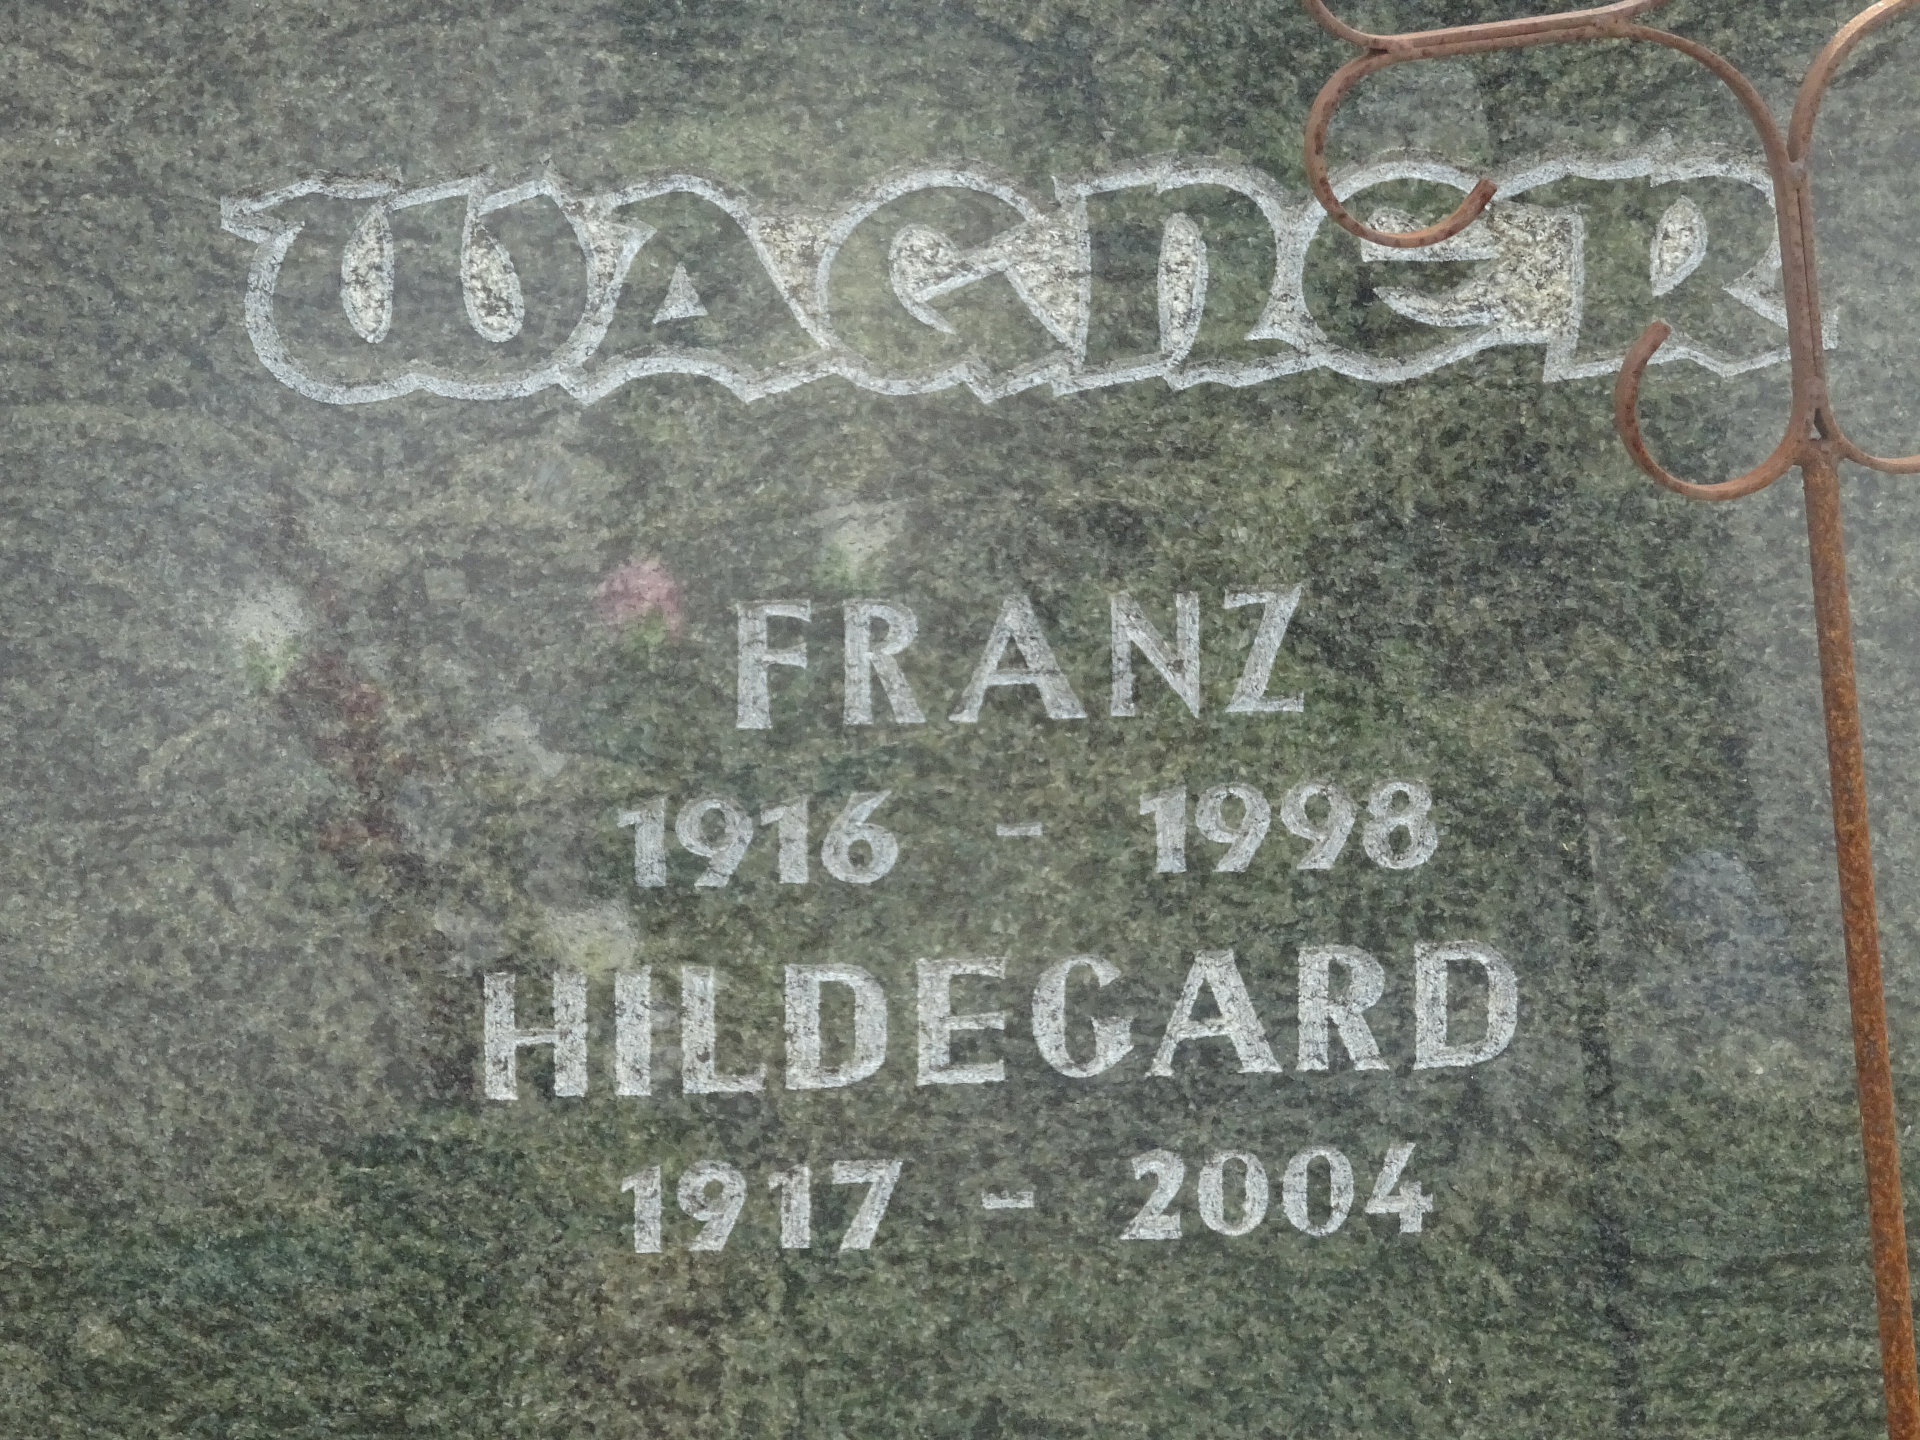 WAGNER
FRANZ
1916 - 1998
HILDEGARD
1917 - 2004